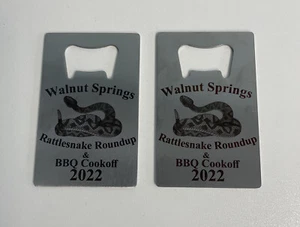 Walnut Springs
Rattlesnake Roundup
&
BBQ Cookoff
2022
Walnut Springs
Rattlesnake Roundup
&
BBQ Cookoff
2022